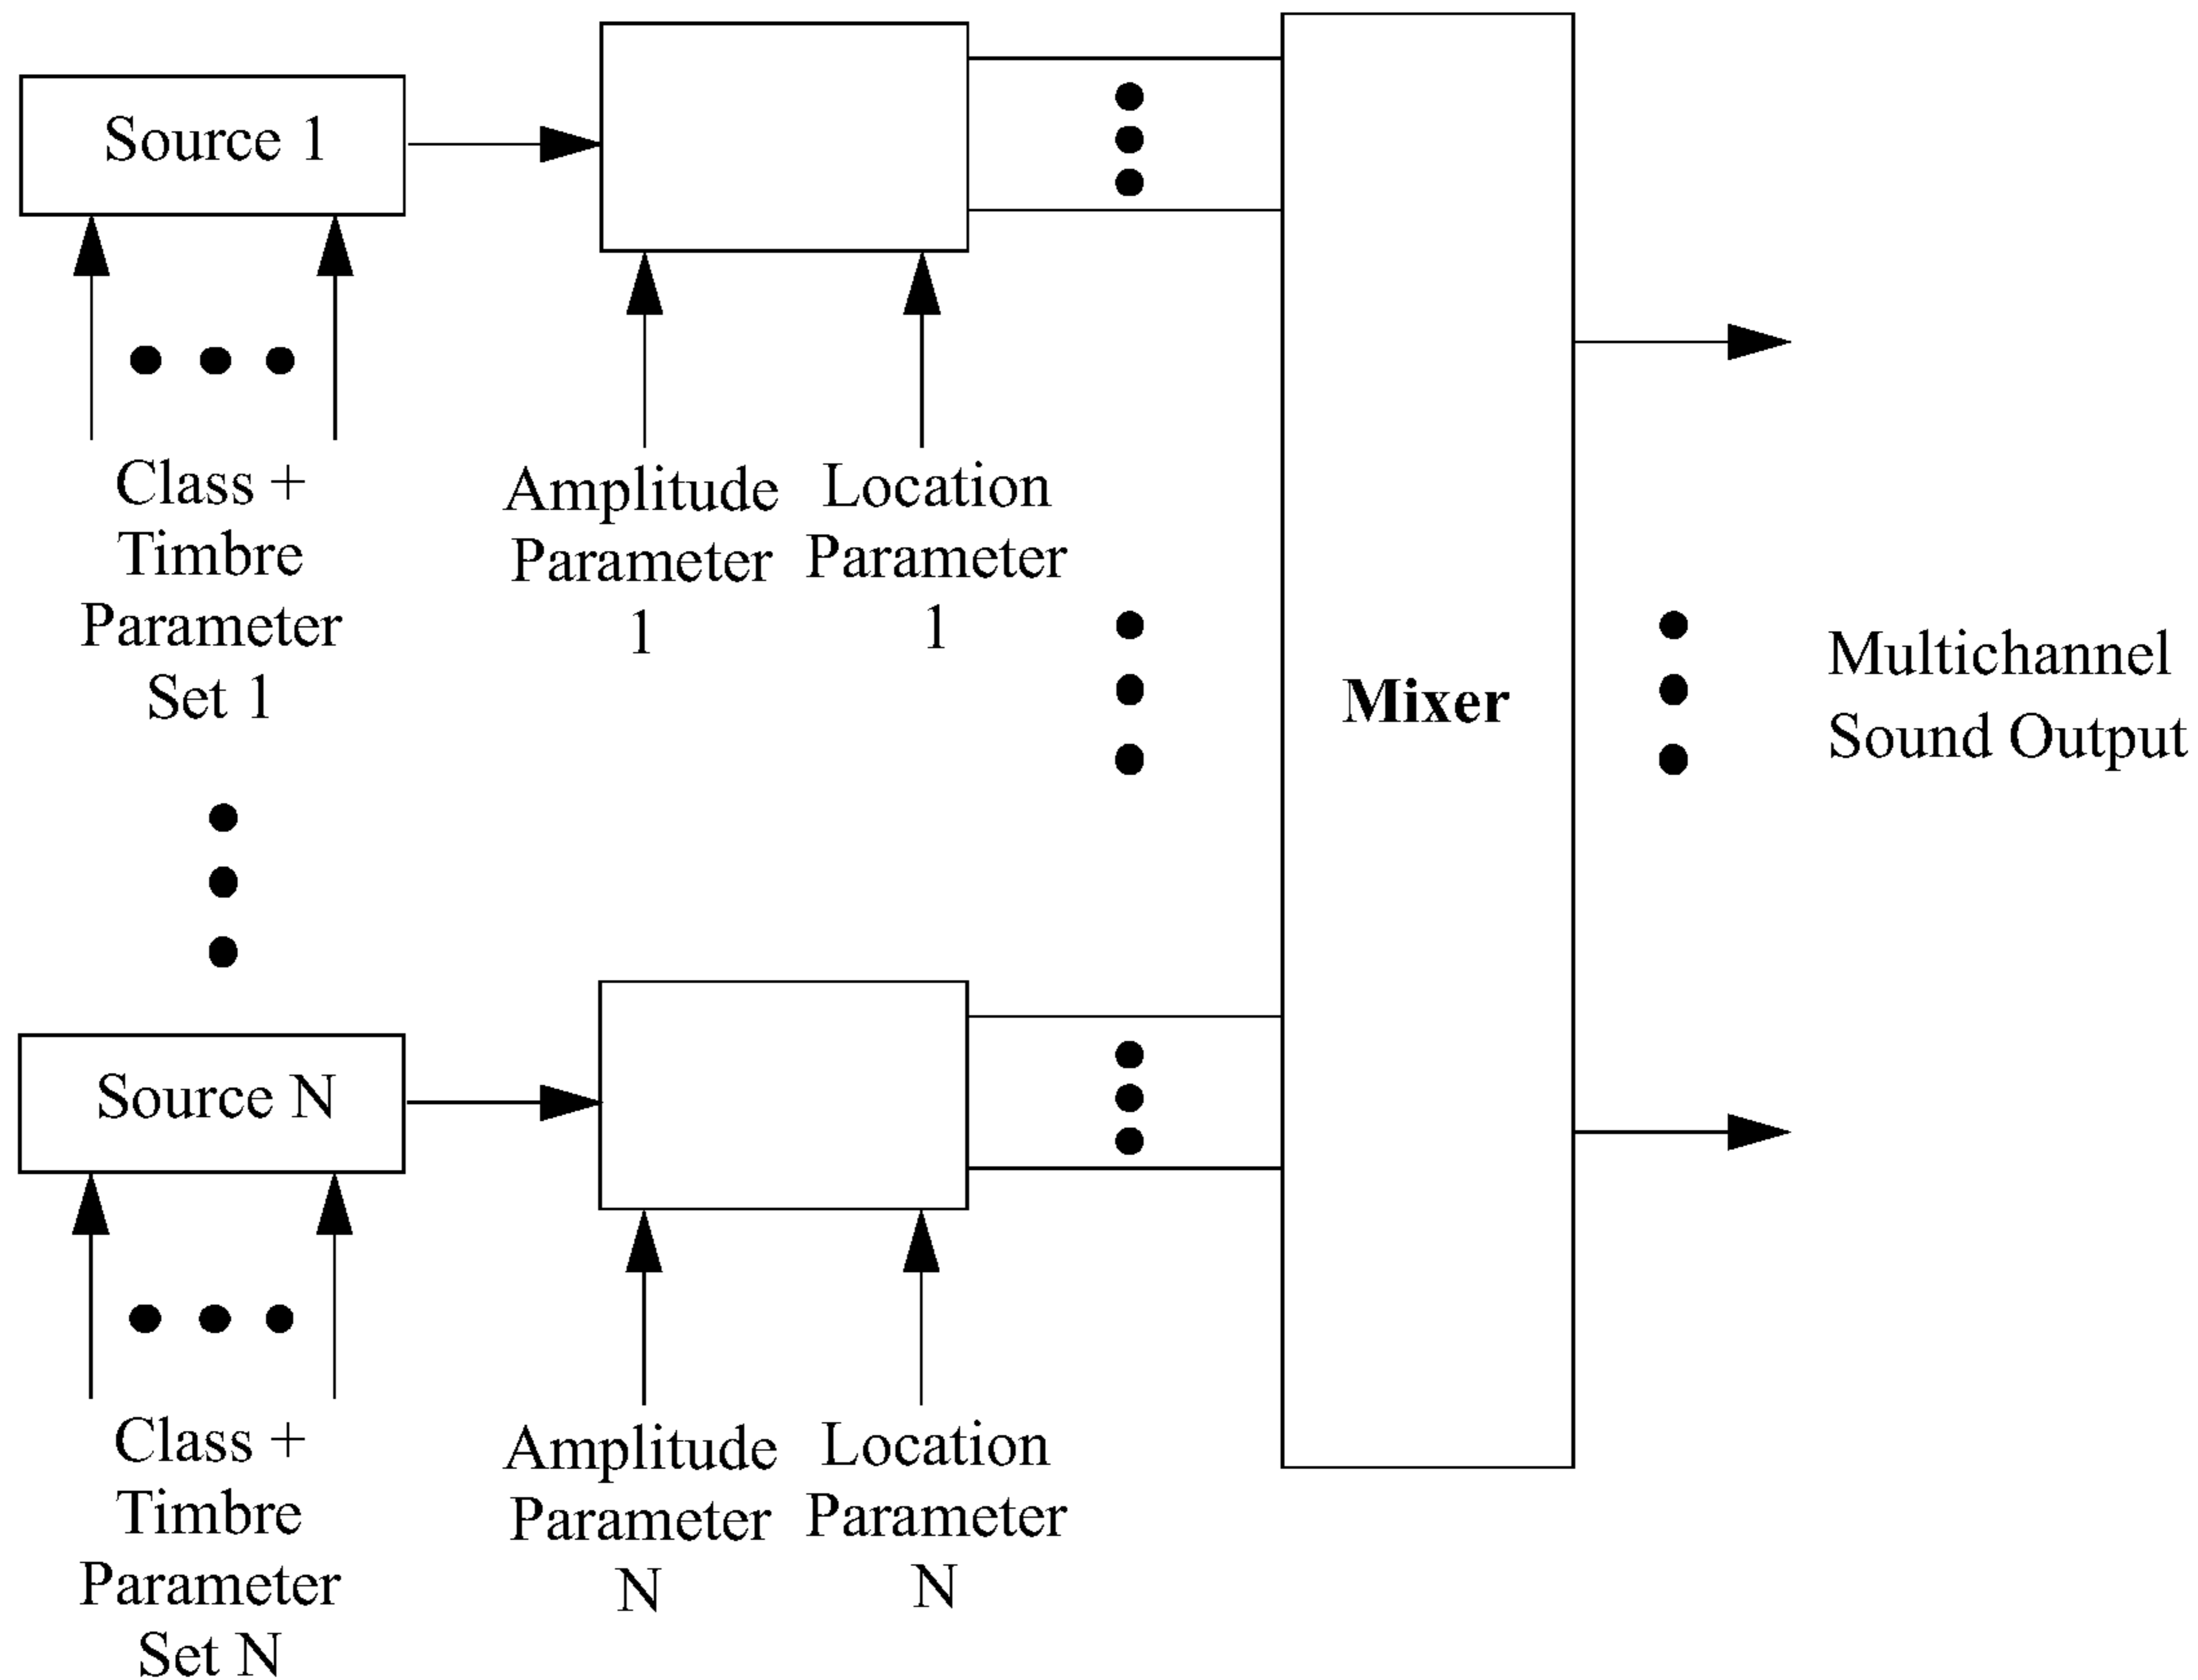 Source 1
Class +
Timbre
Parameter
Set 1
Amplitude
Parameter
1
Location
Parameter
1
Mixer
Multichannel
Sound Output
Source N
Class +
Timbre
Parameter
Set N
Amplitude
Parameter
N
Location
Parameter
N